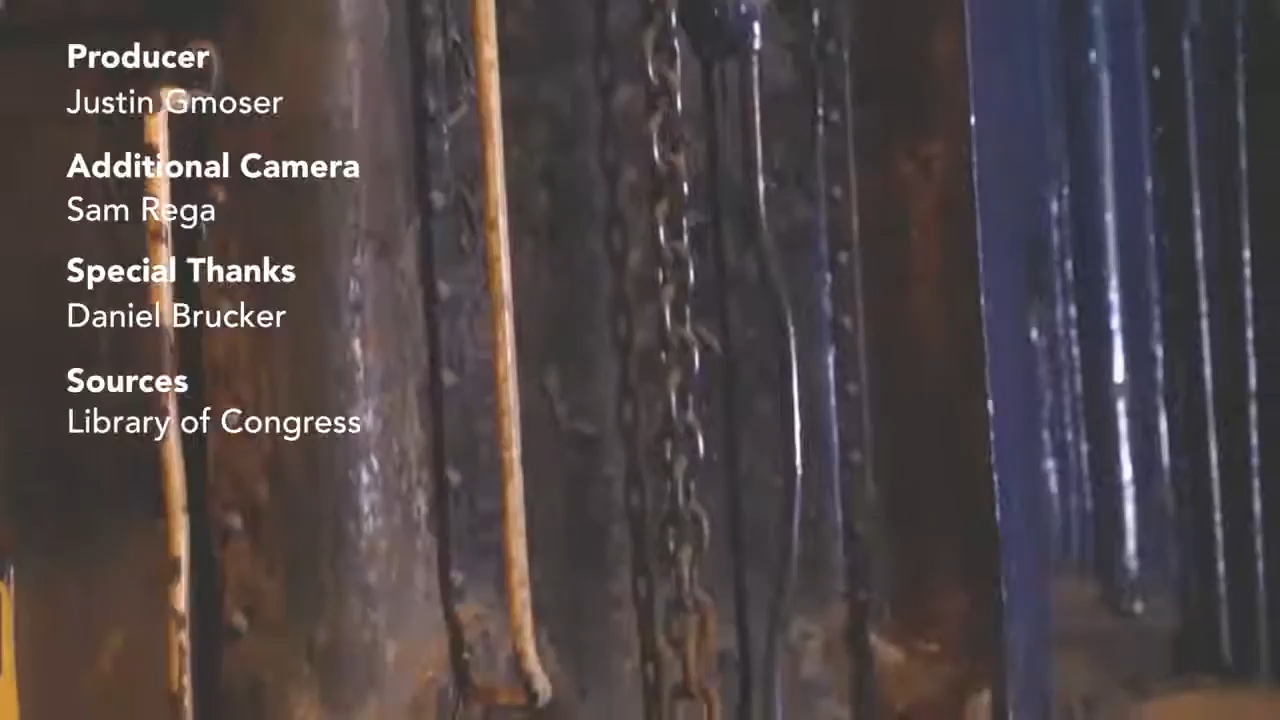 Producer
Justin Gmoser
Additional Camera
Sam Rega
Special Thanks
Daniel Brucker
Sources
Library of Congress